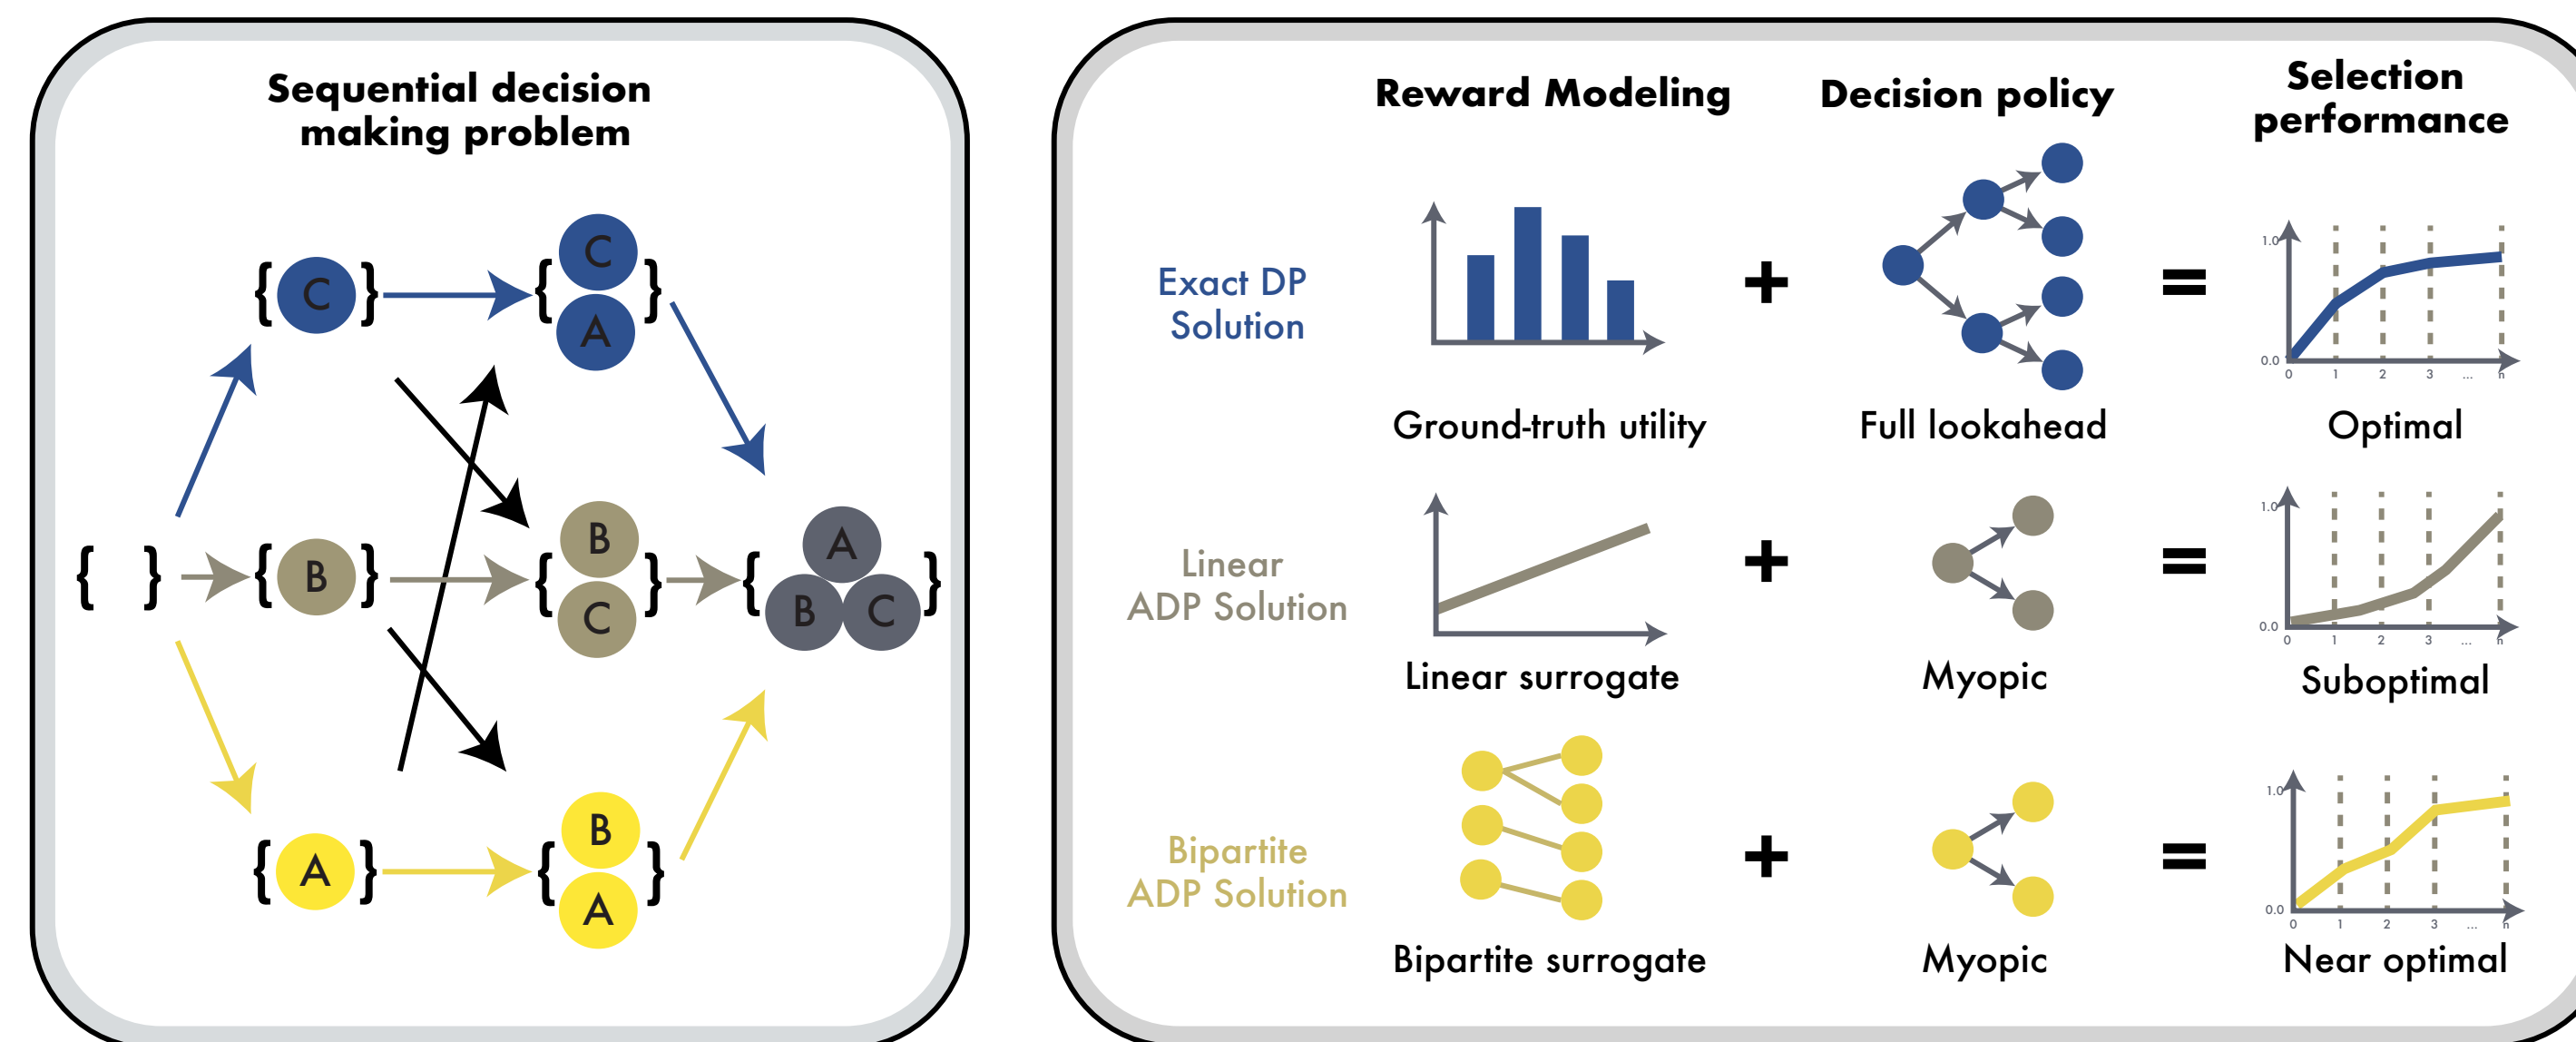 Sequential decision
making problem
{ C }
{ C A }
{ }
{ B }
{ B C }
{ A B C }
{ A }
{ B A }
Reward Modeling
Decision policy
Selection
performance
Exact DP
Solution
+
=
1.0
0.0
0 1 2 3 ... n
Ground-truth utility
Full lookahead
Optimal
Linear
ADP Solution
+
=
1.0
0.0
0 1 2 3 ... n
Linear surrogate
Myopic
Suboptimal
Bipartite
ADP Solution
+
=
1.0
0.0
0 1 2 3 ... n
Bipartite surrogate
Myopic
Near optimal